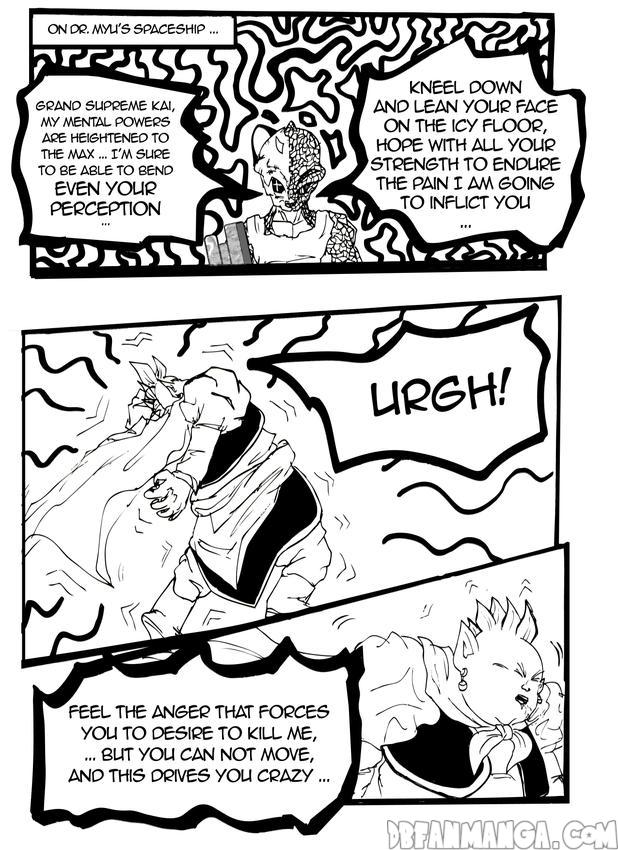 ON DR. MYU'S SPACESHIP ...
GRAND SUPREME KAI,
MY MENTAL POWERS
ARE HEIGHTENED TO
THE MAX ... I'M SURE
TO BE ABLE TO BEND
EVEN YOUR
PERCEPTION
...
KNEEL DOWN
AND LEAN YOUR FACE
ON THE ICY FLOOR,
HOPE WITH ALL YOUR
STRENGTH TO ENDURE
THE PAIN I AM GOING
TO INFLICT YOU
...
URGH!
FEEL THE ANGER THAT FORCES
YOU TO DESIRE TO KILL ME,
... BUT YOU CAN NOT MOVE,
AND THIS DRIVES YOU CRAZY ...
DBFANMANGA.COM